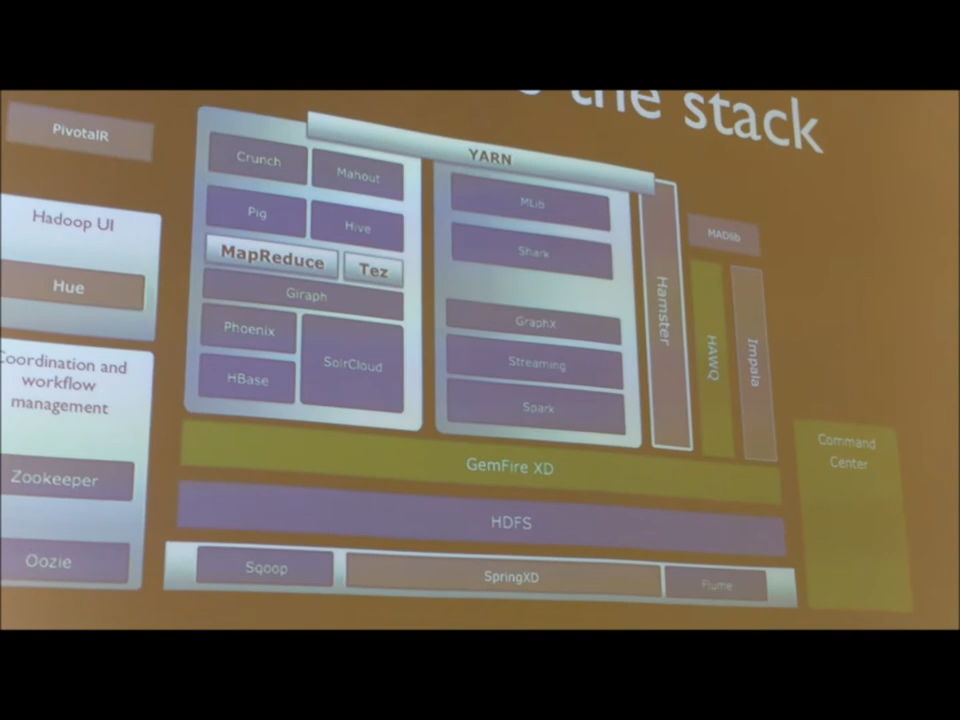 the stack
PivotalR
YARN
Crunch
Mahout
Pig
Hive
MapReduce
Tez
Giraph
Phoenix
SolrCloud
HBase
MLib
Shark
GraphX
Streaming
Spark
Hamster
MADlib
HAWQ
Impala
Hadoop UI
Hue
Coordination and
workflow
management
Zookeeper
Oozie
GemFire XD
HDFS
Sqoop
SpringXD
Flume
Command
Center